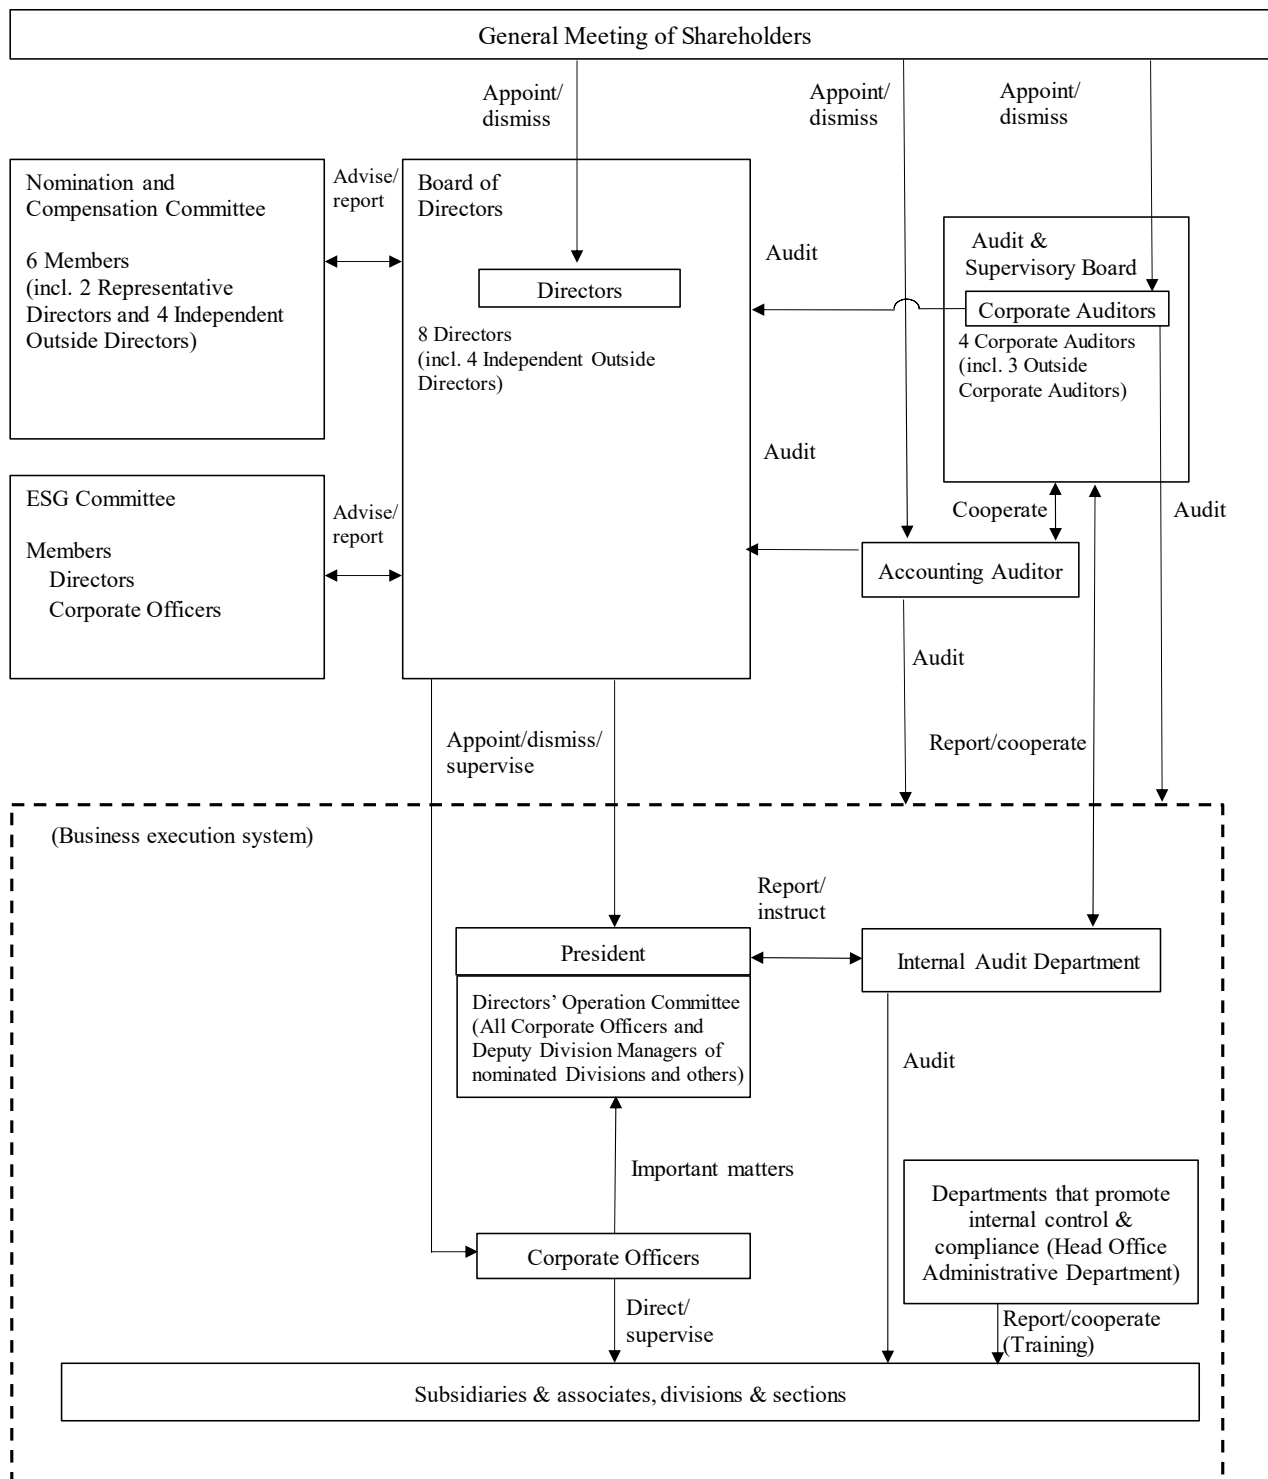 General Meeting of Shareholders
Appoint/
dismiss
Appoint/
dismiss
Appoint/
dismiss
Nomination and
Compensation Committee
6 Members
(incl. 2 Representative
Directors and 4 Independent
Outside Directors)
Advise/
report
Board of
Directors
Directors
8 Directors
(incl. 4 Independent Outside
Directors)
Audit
Audit &
Supervisory Board
Corporate Auditors
4 Corporate Auditors
(incl. 3 Outside
Corporate Auditors)
Audit
ESG Committee
Members
Directors
Corporate Officers
Advise/
report
Cooperate
Audit
Accounting Auditor
Audit
Appoint/dismiss/
supervise
Report/cooperate
(Business execution system)
Report/
instruct
President
Internal Audit Department
Directors’ Operation Committee
(All Corporate Officers and
Deputy Division Managers of
nominated Divisions and others)
Audit
Important matters
Departments that promote
internal control &
compliance (Head Office
Administrative Department)
Corporate Officers
Direct/
supervise
Report/cooperate
(Training)
Subsidiaries & associates, divisions & sections